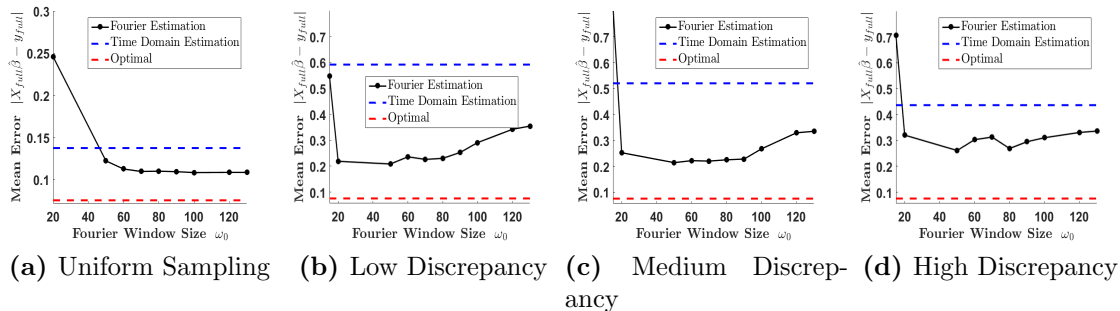 Mean Error |X_full β̂ − y_full|
0.3
0.25
0.2
0.15
0.1
20 40 60 80 100 120
Fourier Window Size ω₀
Fourier Estimation
Time Domain Estimation
Optimal
(a) Uniform Sampling
Mean Error |X_full β̂ − y_full|
0.7
0.6
0.5
0.4
0.3
0.2
0.1
20 40 60 80 100 120
Fourier Window Size ω₀
Fourier Estimation
Time Domain Estimation
Optimal
(b) Low Discrepancy
Mean Error |X_full β̂ − y_full|
0.7
0.6
0.5
0.4
0.3
0.2
0.1
20 40 60 80 100 120
Fourier Window Size ω₀
Fourier Estimation
Time Domain Estimation
Optimal
(c) Medium Discrep-
ancy
Mean Error |X_full β̂ − y_full|
0.7
0.6
0.5
0.4
0.3
0.2
0.1
20 40 60 80 100 120
Fourier Window Size ω₀
Fourier Estimation
Time Domain Estimation
Optimal
(d) High Discrepancy